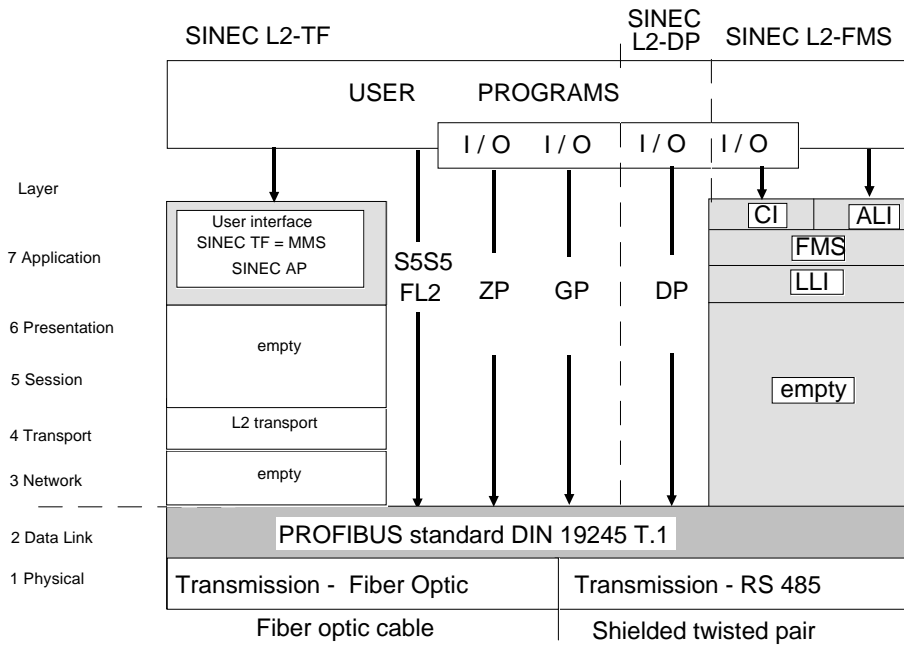 SINEC L2-TF
SINEC
L2-DP
SINEC L2-FMS
USER PROGRAMS
I / O I / O I / O I / O
Layer
7 Application
User interface
SINEC TF = MMS
SINEC AP
S5S5
FL2
ZP
GP
DP
CI
ALI
FMS
LLI
6 Presentation
empty
5 Session
empty
4 Transport
L2 transport
3 Network
empty
2 Data Link
PROFIBUS standard DIN 19245 T.1
1 Physical
Transmission - Fiber Optic
Transmission - RS 485
Fiber optic cable
Shielded twisted pair